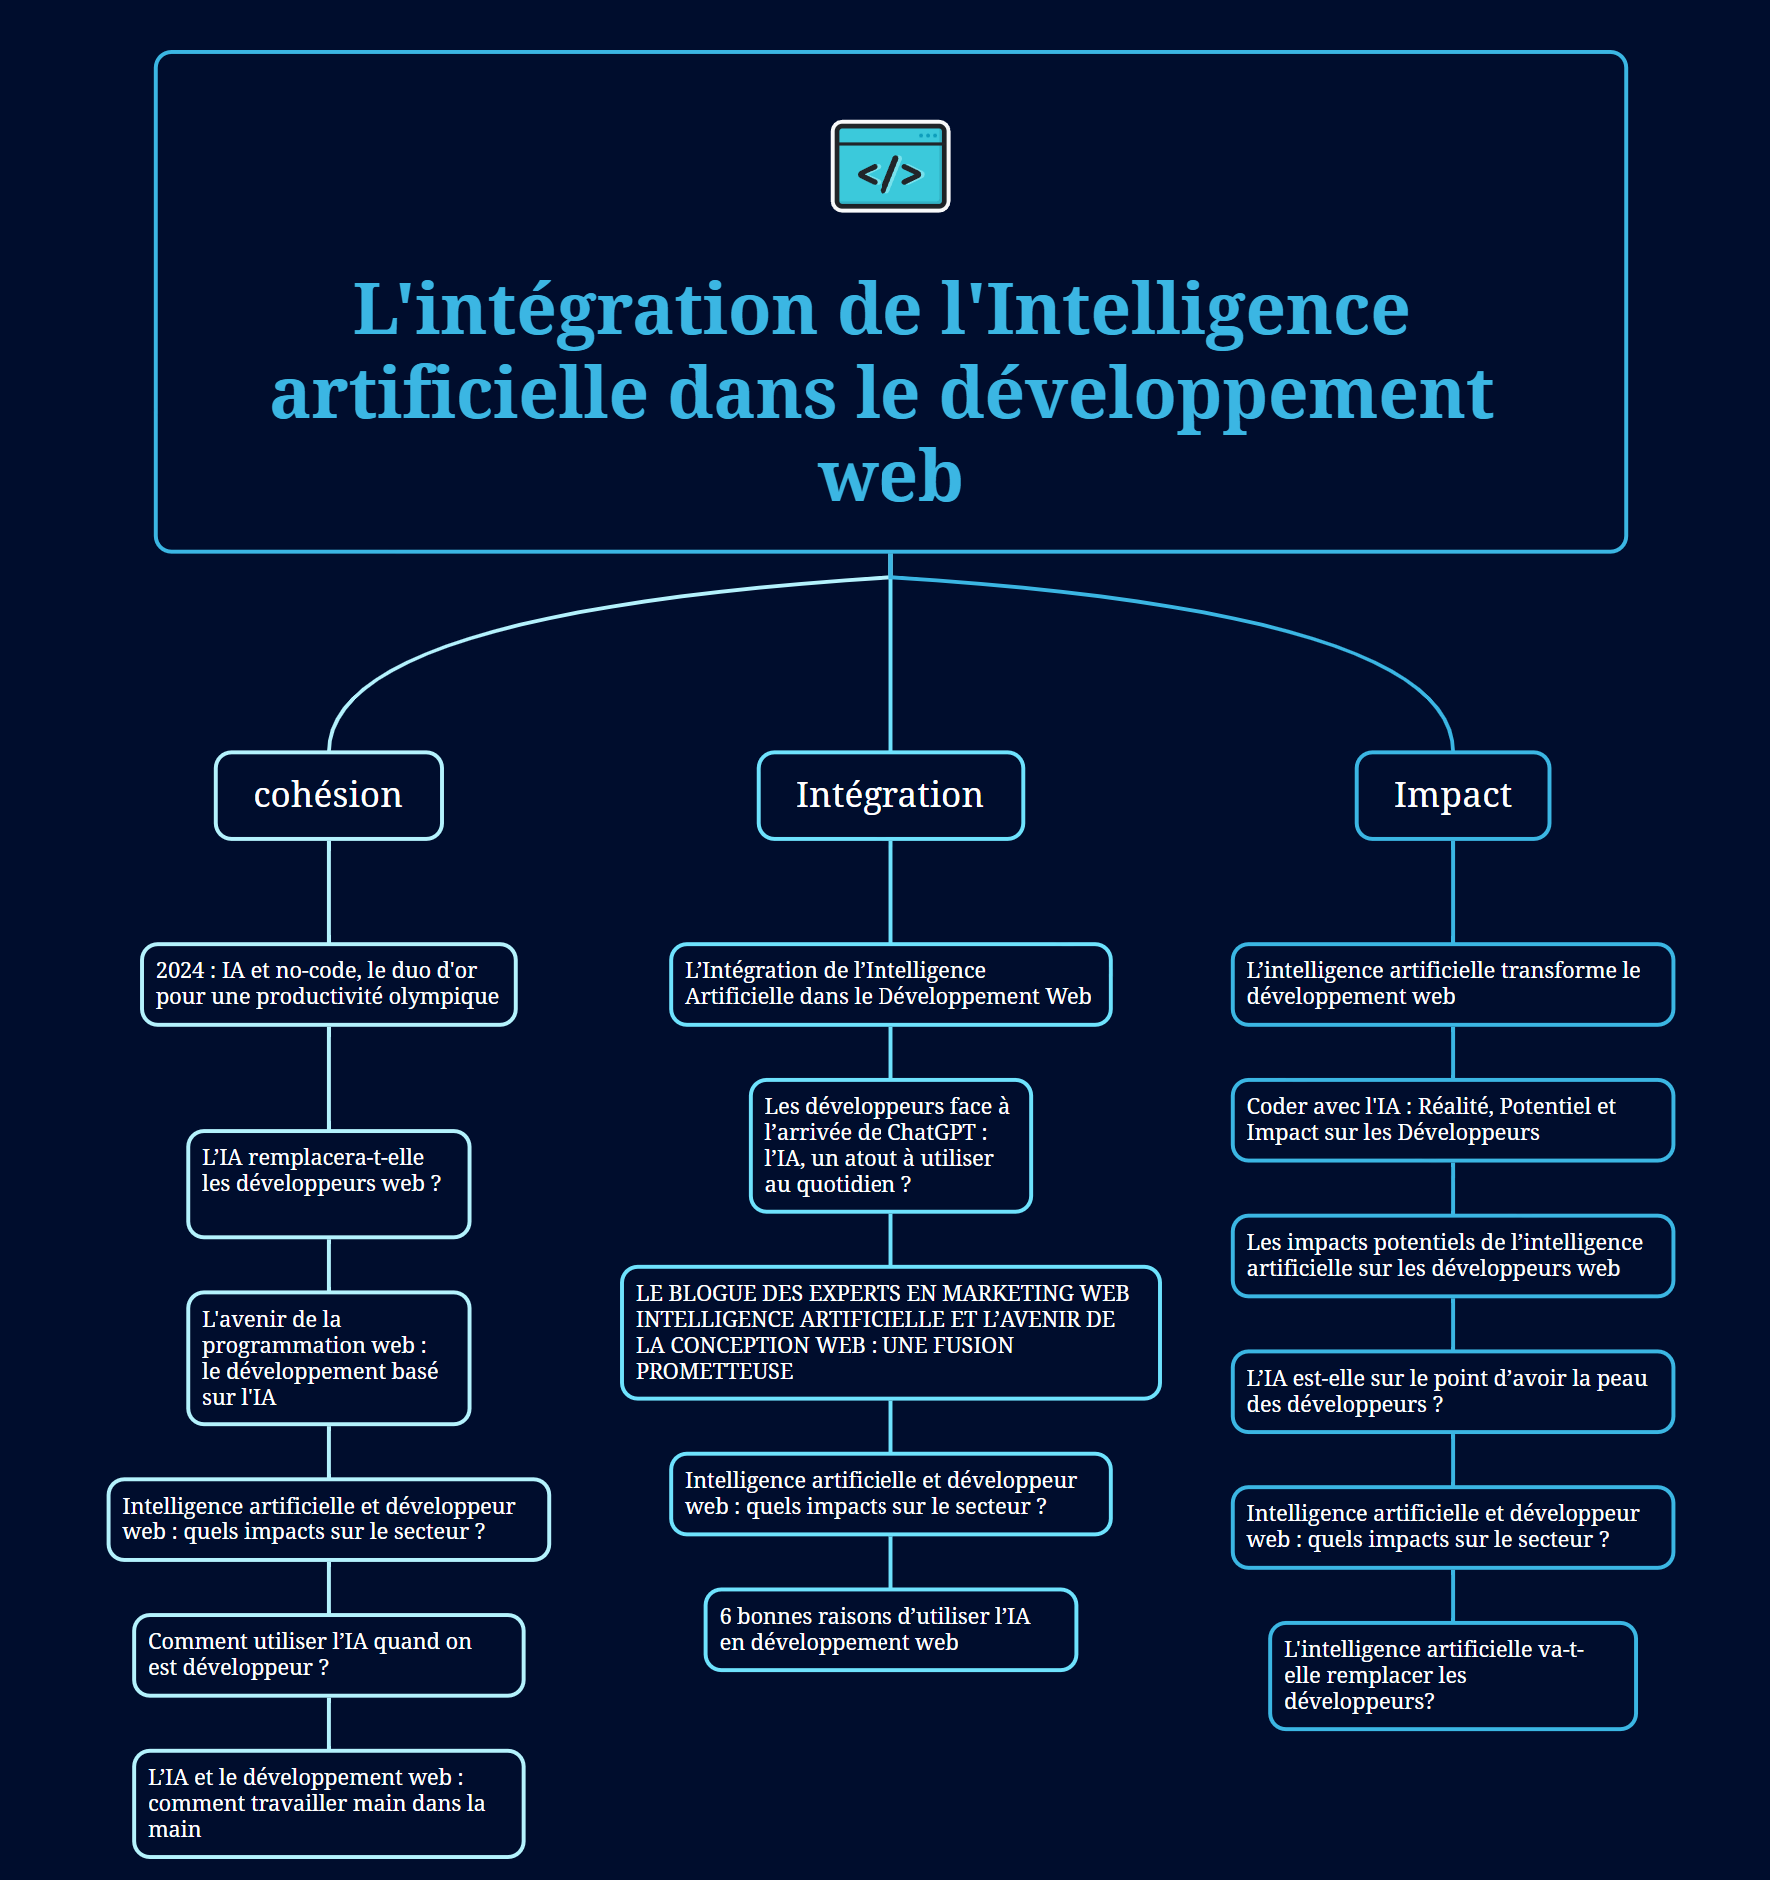 </>
L'intégration de l'Intelligence
artificielle dans le développement
web
cohésion
2024 : IA et no-code, le duo d'or
pour une productivité olympique
L’IA remplacera-t-elle
les développeurs web ?
L'avenir de la
programmation web :
le développement basé
sur l'IA
Intelligence artificielle et développeur
web : quels impacts sur le secteur ?
Comment utiliser l’IA quand on
est développeur ?
L’IA et le développement web :
comment travailler main dans la
main
Intégration
L’Intégration de l’Intelligence
Artificielle dans le Développement Web
Les développeurs face à
l’arrivée de ChatGPT :
l’IA, un atout à utiliser
au quotidien ?
LE BLOGUE DES EXPERTS EN MARKETING WEB
INTELLIGENCE ARTIFICIELLE ET L’AVENIR DE
LA CONCEPTION WEB : UNE FUSION
PROMETTEUSE
Intelligence artificielle et développeur
web : quels impacts sur le secteur ?
6 bonnes raisons d’utiliser l’IA
en développement web
Impact
L’intelligence artificielle transforme le
développement web
Coder avec l'IA : Réalité, Potentiel et
Impact sur les Développeurs
Les impacts potentiels de l’intelligence
artificielle sur les développeurs web
L’IA est-elle sur le point d’avoir la peau
des développeurs ?
Intelligence artificielle et développeur
web : quels impacts sur le secteur ?
L'intelligence artificielle va-t-
elle remplacer les
développeurs?